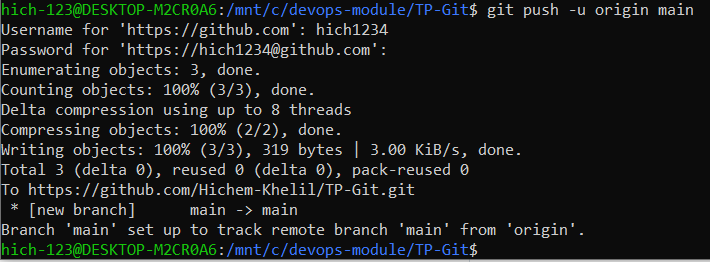 hich-123@DESKTOP-M2CR0A6:/mnt/c/devops-module/TP-Git$ git push -u origin main
Username for 'https://github.com': hich1234
Password for 'https://hich1234@github.com':
Enumerating objects: 3, done.
Counting objects: 100% (3/3), done.
Delta compression using up to 8 threads
Compressing objects: 100% (2/2), done.
Writing objects: 100% (3/3), 319 bytes | 3.00 KiB/s, done.
Total 3 (delta 0), reused 0 (delta 0), pack-reused 0
To https://github.com/Hichem-Khelil/TP-Git.git
 * [new branch]      main -> main
Branch 'main' set up to track remote branch 'main' from 'origin'.
hich-123@DESKTOP-M2CR0A6:/mnt/c/devops-module/TP-Git$